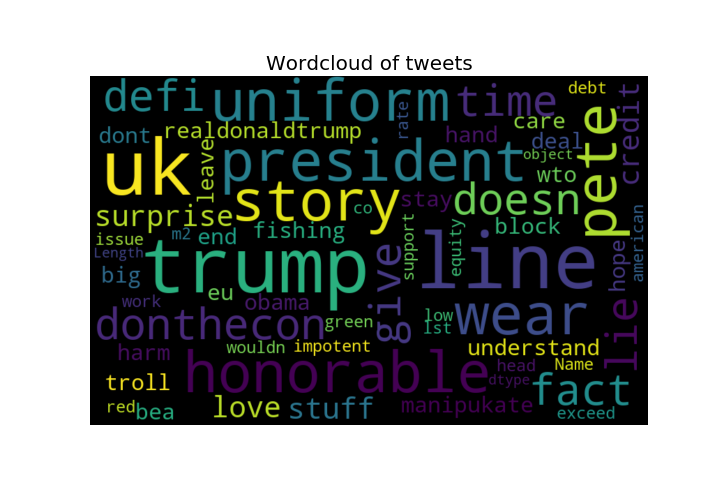 Wordcloud of tweets
defi uniform time debt
dont realdonaldtrump rate hand care credit
uk leave president deal object pete
story stay doesn wto
surprise co
issue m2 end fishing support equity block american
Length big trump give line hope
eu obama
work donthecon green low wear lie
1st
harm wouldn impotent understand
troll honorable head Name
dtype fact
red bea love stuff manipukate exceed